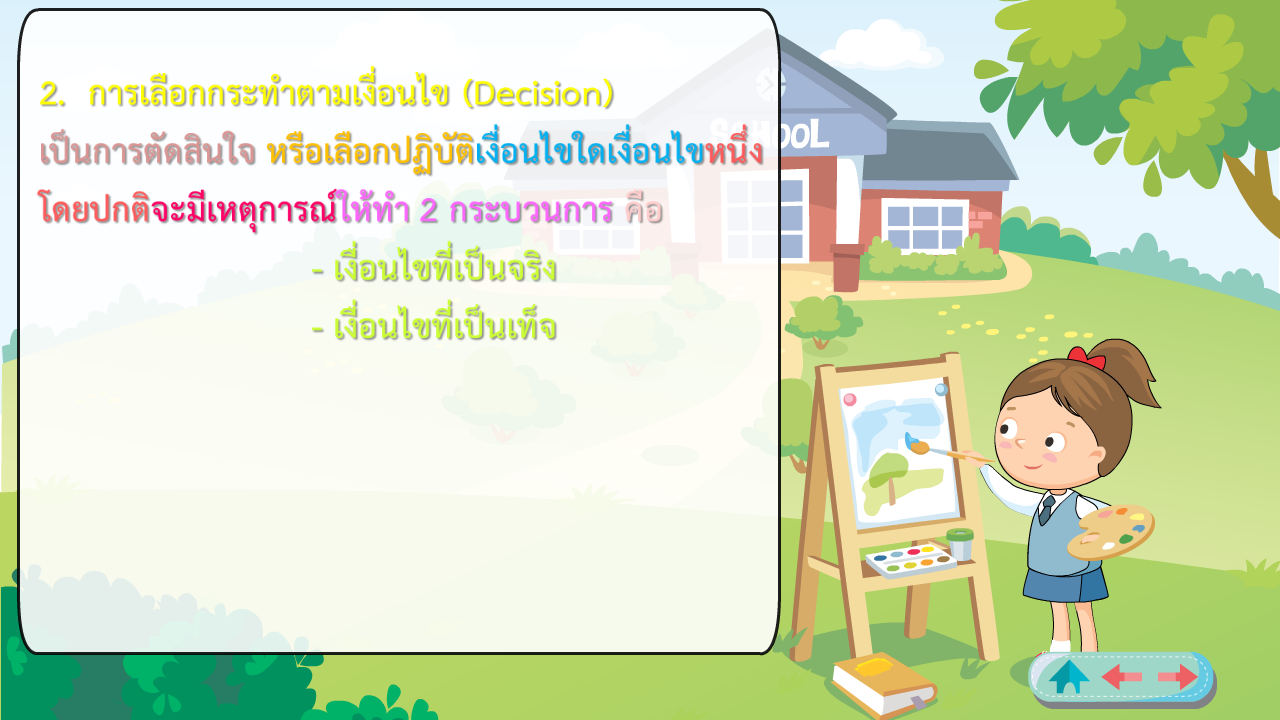 2. การเลือกกระทำตามเงื่อนไข (Decision)
เป็นการตัดสินใจ หรือเลือกปฏิบัติเงื่อนไขใดเงื่อนไขหนึ่ง
โดยปกติจะมีเหตุการณ์ให้ทำ 2 กระบวนการ คือ
- เงื่อนไขที่เป็นจริง
- เงื่อนไขที่เป็นเท็จ
SCHOOL